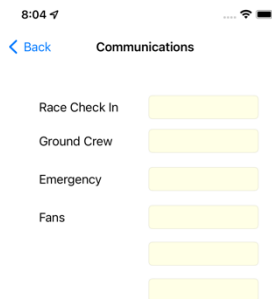 8:04
Back Communications
Race Check In
Ground Crew
Emergency
Fans